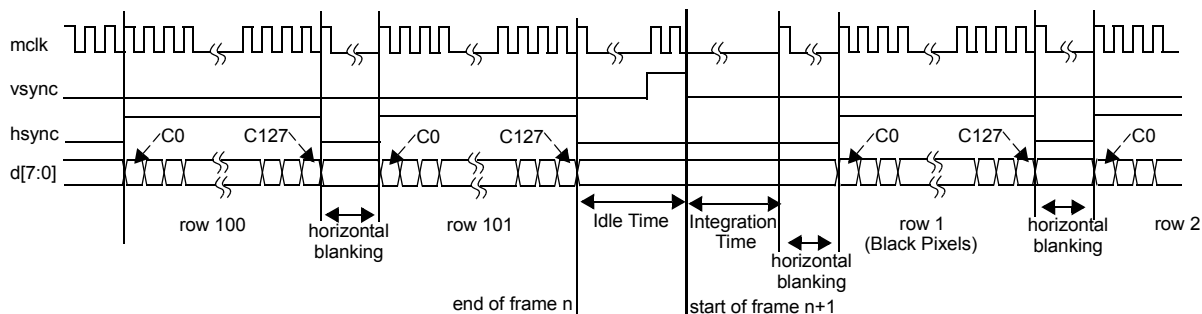 mclk
vsync
hsync
C0 C127 C0 C127 C0 C127 C0
d[7:0]
row 100
horizontal
blanking
row 101
Idle Time
Integration
Time
horizontal
blanking
row 1
(Black Pixels)
horizontal
blanking
row 2
end of frame n
start of frame n+1